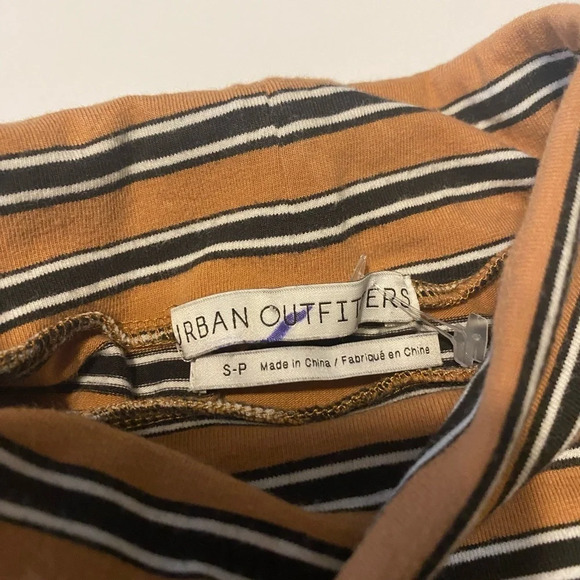 URBAN OUTFITTERS
S-P Made in China / Fabriqué en Chine